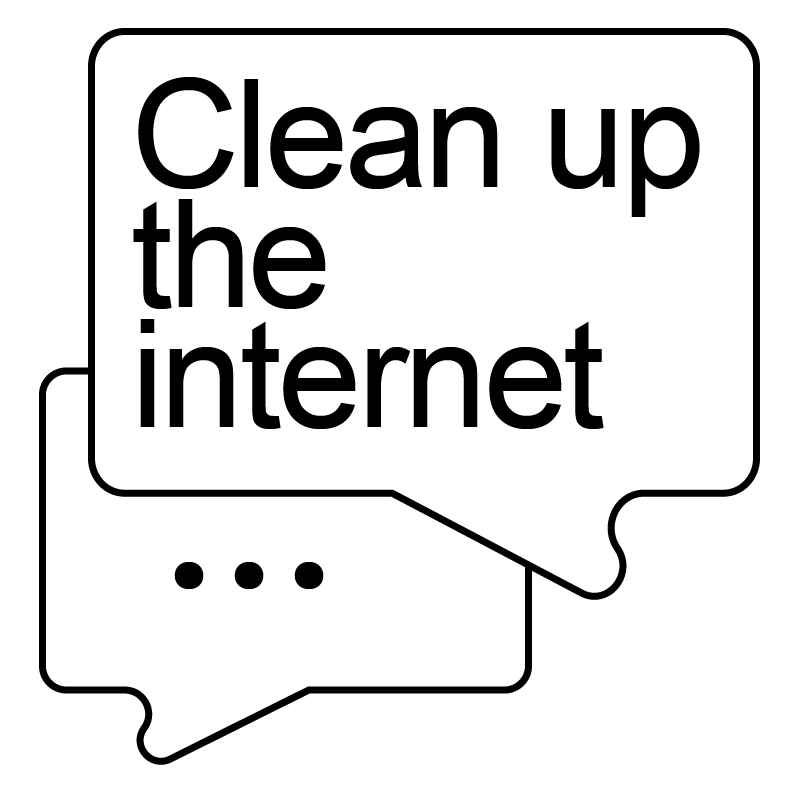 Clean up
the
internet
...